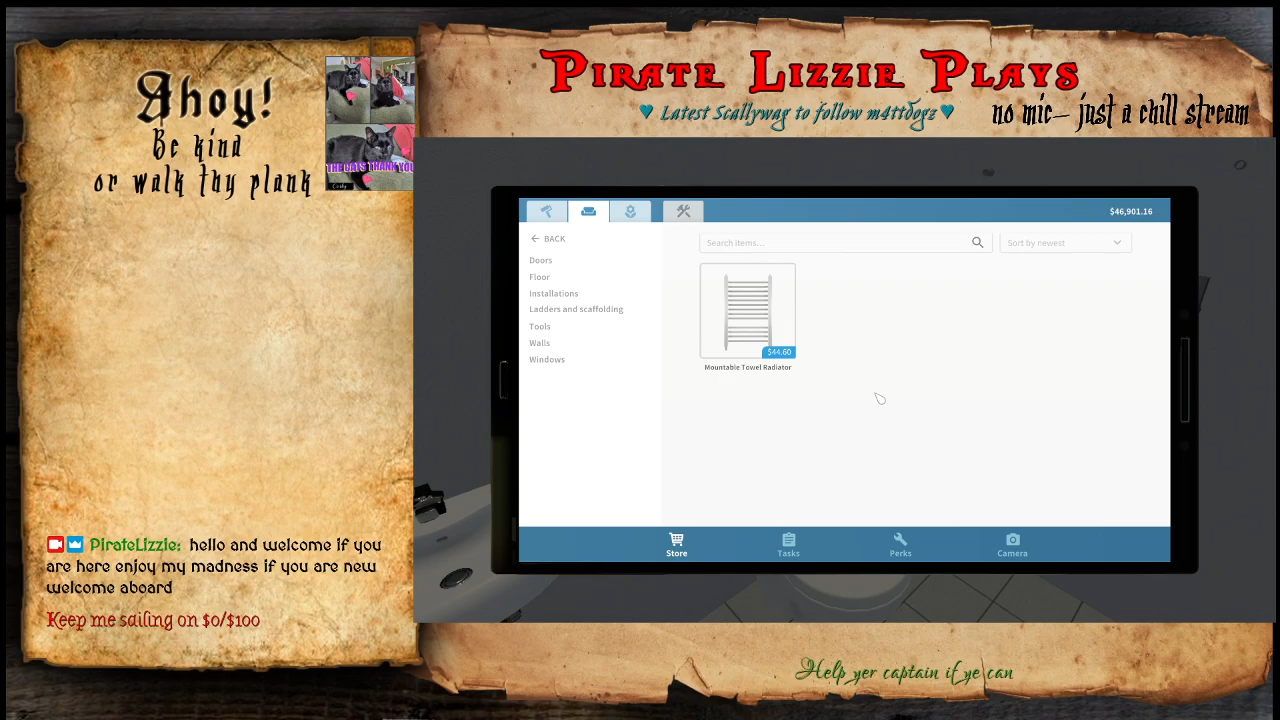 Ahoy!
Be kind
or walk thy plank
THE CATS THANK YOU
Pirate Lizzie Plays
♥ Latest Scallywag to follow m4ttdogz ♥
no mic- just a chill stream
$46,901.16
BACK
Doors
Floor
Installations
Ladders and scaffolding
Tools
Walls
Windows
Search items...
Sort by newest
$44.60
Mountable Towel Radiator
Store
Tasks
Perks
Camera
PirateLizzie: hello and welcome if you
are here enjoy my madness if you are new
welcome aboard
Keep me sailing on $0/$100
Help yer captain if ye can